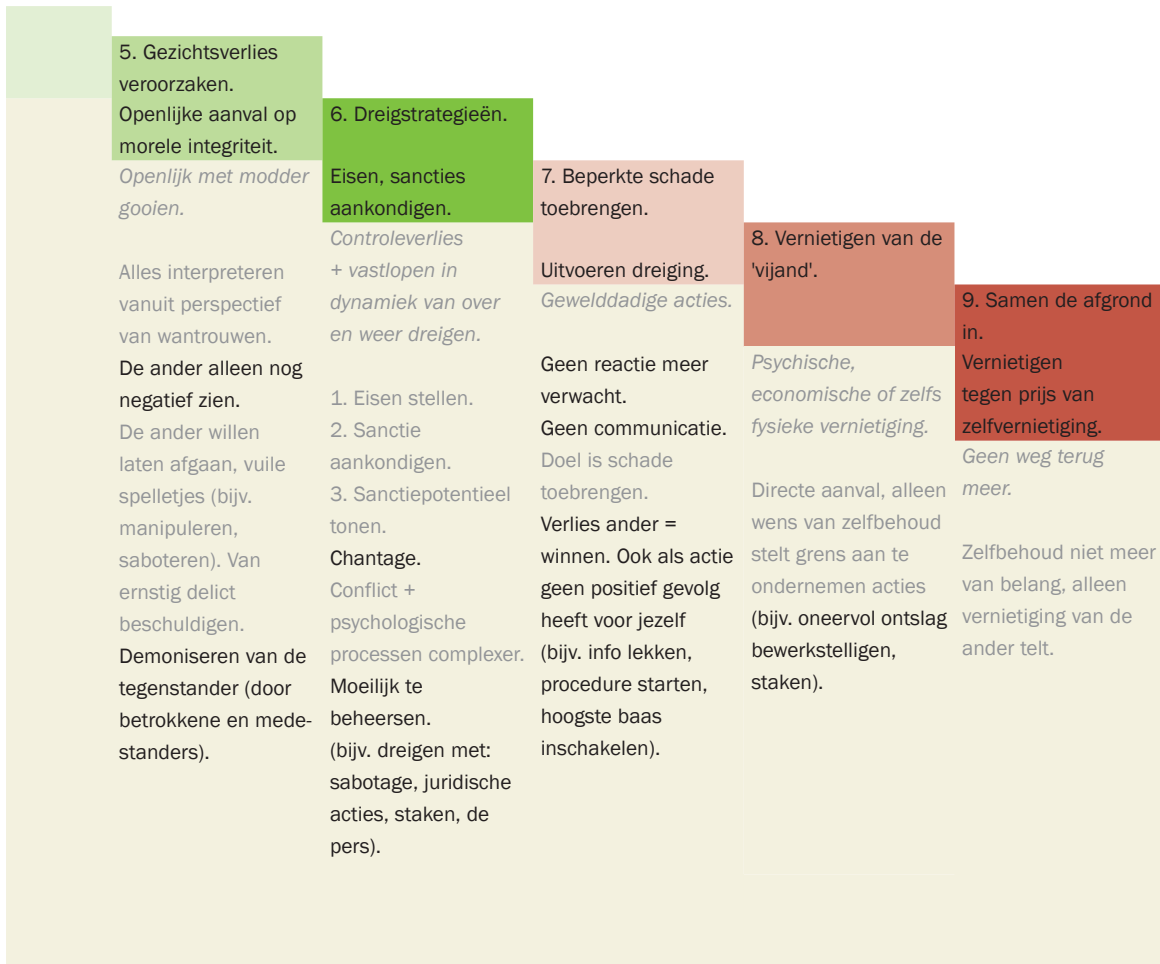 5. Gezichtsverlies
veroorzaken.
Openlijke aanval op
morele integriteit.
Openlijk met modder
gooien.
Alles interpreteren
vanuit perspectief
van wantrouwen.
De ander alleen nog
negatief zien.
De ander willen
laten afgaan, vuile
spelletjes (bijv.
manipuleren,
saboteren). Van
ernstig delict
beschuldigen.
Demoniseren van de
tegenstander (door
betrokkene en mede-
standers).
6. Dreigstrategieën.
Eisen, sancties
aankondigen.
Controleverlies
+ vastlopen in
dynamiek van over
en weer dreigen.
1. Eisen stellen.
2. Sanctie
aankondigen.
3. Sanctiepotentieel
tonen.
Chantage.
Conflict +
psychologische
processen complexer.
Moeilijk te
beheersen.
(bijv. dreigen met:
sabotage, juridische
acties, staken, de
pers).
7. Beperkte schade
toebrengen.
Uitvoeren dreiging.
Gewelddadige acties.
Geen reactie meer
verwacht.
Geen communicatie.
Doel is schade
toebrengen.
Verlies ander =
winnen. Ook als actie
geen positief gevolg
heeft voor jezelf
(bijv. info lekken,
procedure starten,
hoogste baas
inschakelen).
8. Vernietigen van de
'vijand'.
Psychische,
economische of zelfs
fysieke vernietiging.
Directe aanval, alleen
wens van zelfbehoud
stelt grens aan te
ondernemen acties
(bijv. oneervol ontslag
bewerkstelligen,
staken).
9. Samen de afgrond
in.
Vernietigen
tegen prijs van
zelfvernietiging.
Geen weg terug
meer.
Zelfbehoud niet meer
van belang, alleen
vernietiging van de
ander telt.